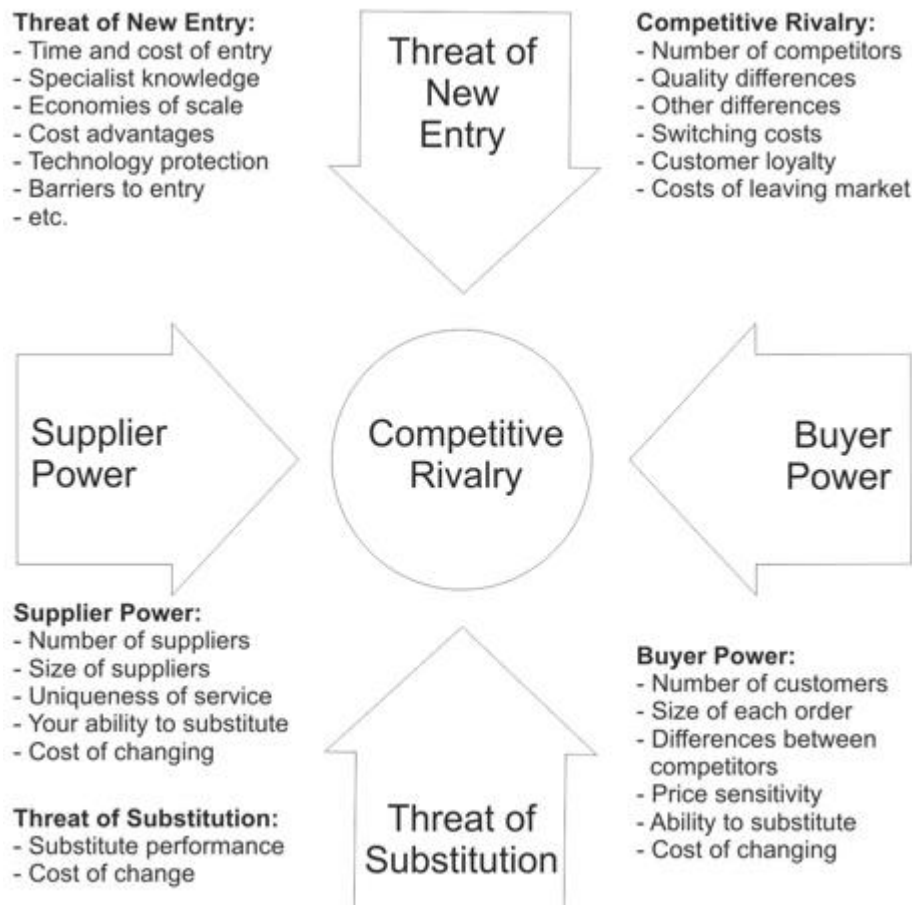 Threat of New Entry:
- Time and cost of entry
- Specialist knowledge
- Economies of scale
- Cost advantages
- Technology protection
- Barriers to entry
- etc.
Threat of
New
Entry
Competitive Rivalry:
- Number of competitors
- Quality differences
- Other differences
- Switching costs
- Customer loyalty
- Costs of leaving market
Supplier
Power
Competitive
Rivalry
Buyer
Power
Supplier Power:
- Number of suppliers
- Size of suppliers
- Uniqueness of service
- Your ability to substitute
- Cost of changing
Threat of Substitution:
- Substitute performance
- Cost of change
Threat of
Substitution
Buyer Power:
- Number of customers
- Size of each order
- Differences between
competitors
- Price sensitivity
- Ability to substitute
- Cost of changing